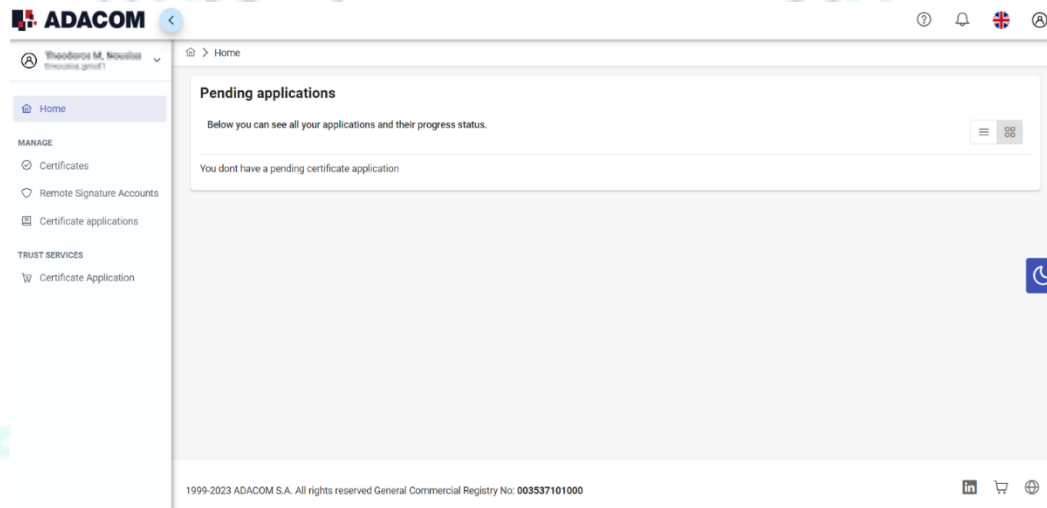 ADACOM
Home
Home
MANAGE
Certificates
Remote Signature Accounts
Certificate applications
TRUST SERVICES
Certificate Application
Pending applications
Below you can see all your applications and their progress status.
You dont have a pending certificate application
1999-2023 ADACOM S.A. All rights reserved General Commercial Registry No: 003537101000
in